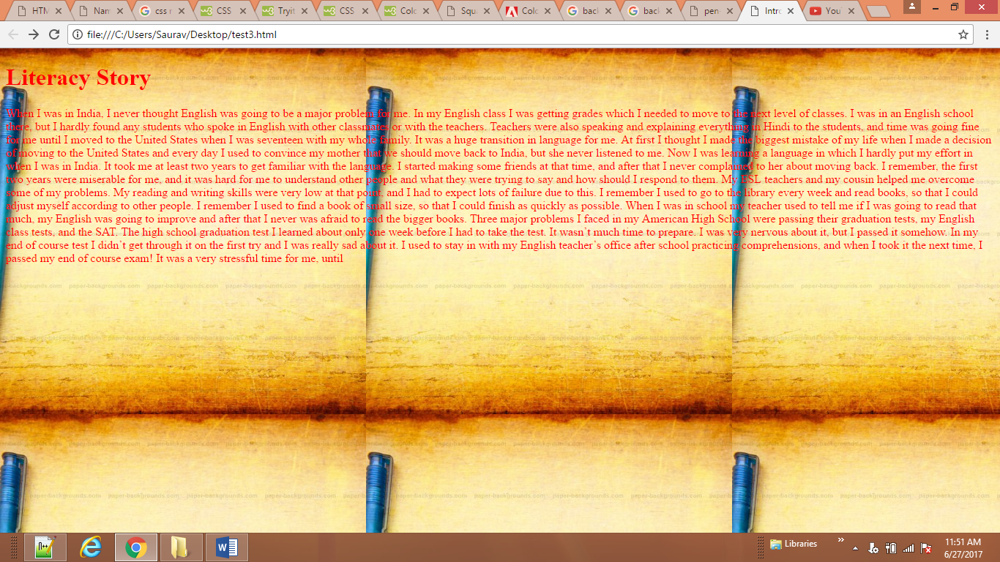 HTM
Nam
css r
CSS
Tryit
CSS
Colo
Squa
Colo
back
back
pen
Intro
YouT
file:///C:/Users/Saurav/Desktop/test3.html
Literacy Story
When I was in India, I never thought English was going to be a major problem for me. In my English class I was getting grades which I needed to move to the next level of classes. I was in an English school
there, but I hardly found any students who spoke in English with other classmates or with the teachers. Teachers were also speaking and explaining everything in Hindi to the students, and time was going fine
for me until I moved to the United States when I was seventeen with my whole family. It was a huge transition in language for me. At first I thought I made the biggest mistake of my life when I made a decision
of moving to the United States and every day I used to convince my mother that we should move back to India, but she never listened to me. Now I was learning a language in which I hardly put my effort in
when I was in India. It took me at least two years to get familiar with the language. I started making some friends at that time, and after that I never complained to her about moving back. I remember, the first
two years were miserable for me, and it was hard for me to understand other people and what they were trying to say and how should I respond to them. My ESL teachers and my cousin helped me overcome
some of my problems. My reading and writing skills were very low at that point, and I had to expect lots of failure due to this. I remember I used to go to the library every week and read books, so that I could
adjust myself according to other people. I remember I used to find a book of small size, so that I could finish as quickly as possible. When I was in school my teacher used to tell me if I was going to read that
much, my English was going to improve and after that I never was afraid to read the bigger books. Three major problems I faced in my American High School were passing their graduation tests, my English
class tests, and the SAT. The high school graduation test I learned about only one week before I had to take the test. It wasn’t much time to prepare. I was very nervous about it, but I passed it somehow. In my
end of course test I didn’t get through it on the first try and I was really sad about it. I used to stay in with my English teacher’s office after school practicing comprehensions, and when I took it the next time, I
passed my end of course exam! It was a very stressful time for me, until
paper-backgrounds.com
Libraries
11:51 AM
6/27/2017